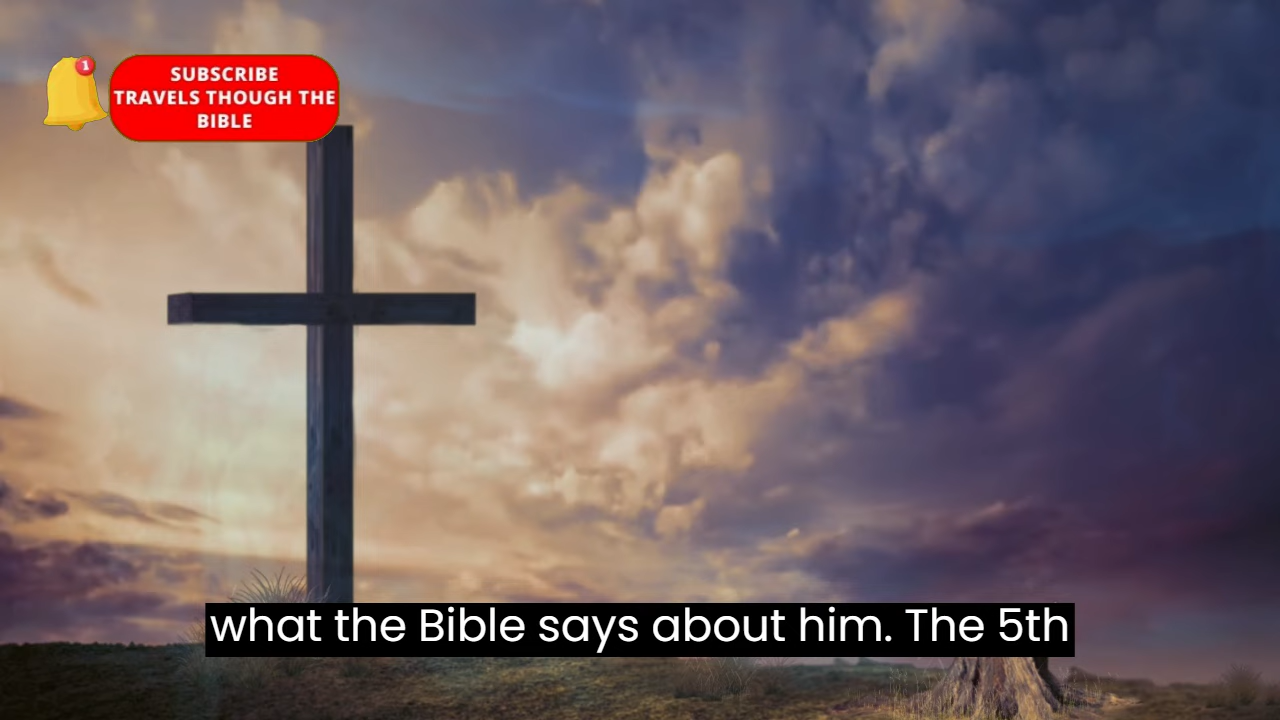 1
SUBSCRIBE
TRAVELS THOUGH THE
BIBLE
what the Bible says about him. The 5th